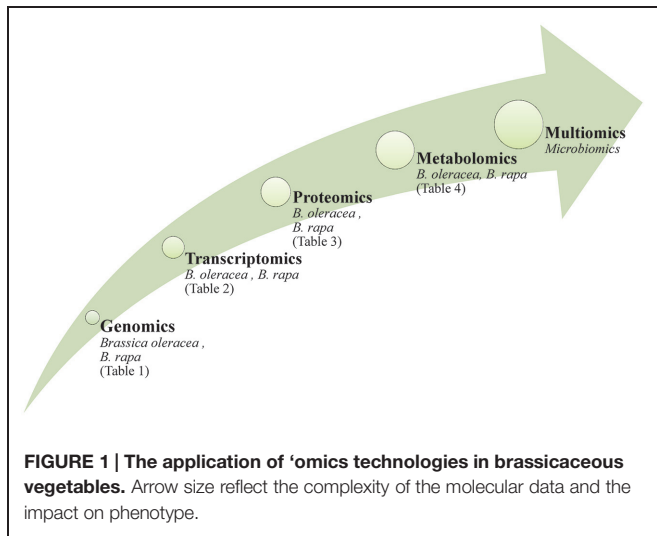 Multiomics
Microbiomics
Metabolomics
B. oleracea, B. rapa
(Table 4)
Proteomics
B. oleracea ,
B. rapa
(Table 3)
Transcriptomics
B. oleracea , B. rapa
(Table 2)
Genomics
Brassica oleracea ,
B. rapa
(Table 1)
FIGURE 1 | The application of ‘omics technologies in brassicaceous
vegetables. Arrow size reflect the complexity of the molecular data and the
impact on phenotype.